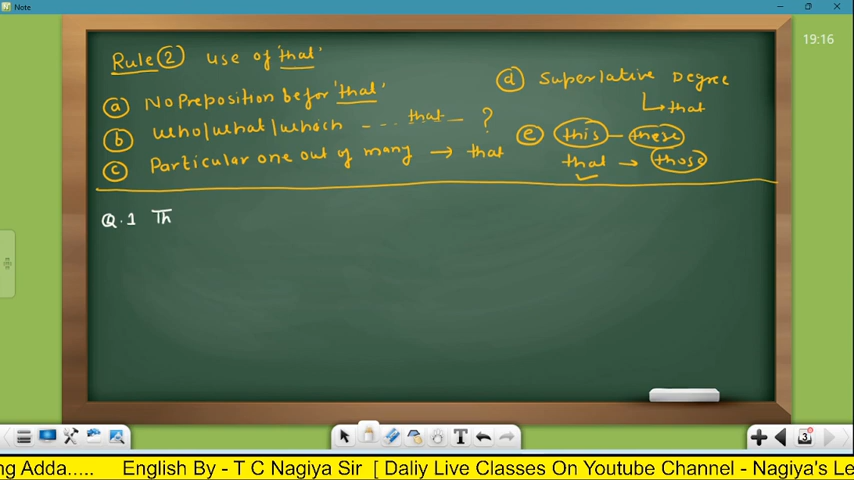 Note
19:16
Rule ② use of 'that'
ⓐ No Preposition befor 'that'
ⓑ who/what/which --- that — ?
ⓒ Particular one out of many → that
ⓓ Superlative Degree
↳ that
ⓔ this – these
that → those
Q.1 Th
3
ng Adda..... English By - T C Nagiya Sir [ Daliy Live Classes On Youtube Channel - Nagiya's Le